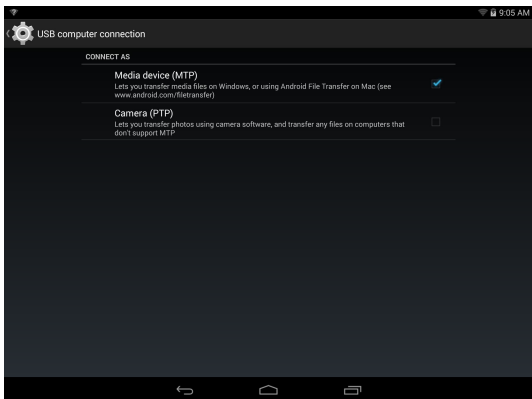 9:05 AM
USB computer connection
CONNECT AS
Media device (MTP)
Lets you transfer media files on Windows, or using Android File Transfer on Mac (see
www.android.com/filetransfer)
Camera (PTP)
Lets you transfer photos using camera software, and transfer any files on computers that
don't support MTP